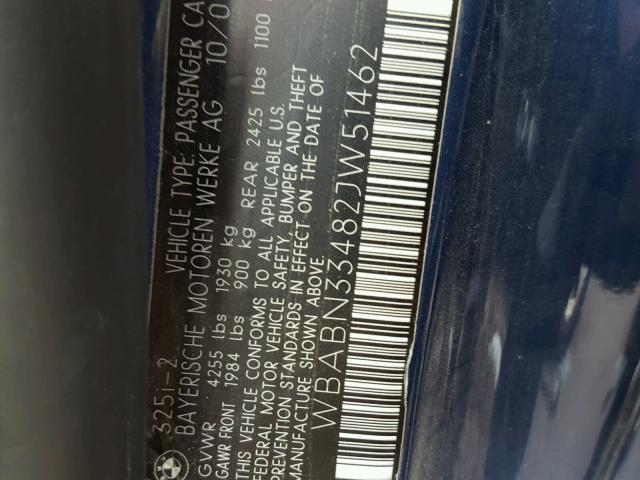 325i-2 VEHICLE TYPE: PASSENGER CA
BAYERISCHE MOTOREN WERKE AG 10/0
GVWR 4255 lbs 1930 kg
GAWR FRONT 1984 lbs 900 kg REAR 2425 lbs 1100
THIS VEHICLE CONFORMS TO ALL APPLICABLE U.S.
FEDERAL MOTOR VEHICLE SAFETY, BUMPER AND THEFT
PREVENTION STANDARDS IN EFFECT ON THE DATE OF
MANUFACTURE SHOWN ABOVE.
WBABN33482JW51462